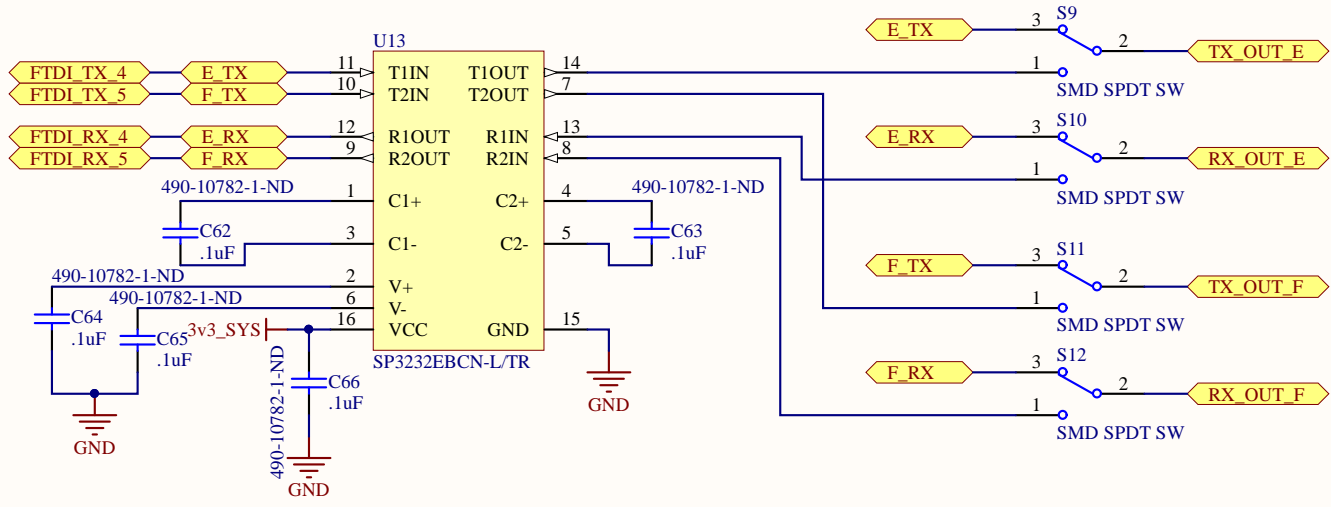 S9
E_TX
3
2
TX_OUT_E
1
SMD SPDT SW
U13
FTDI_TX_4
E_TX
11
T1IN
T1OUT
14
FTDI_TX_5
F_TX
10
T2IN
T2OUT
7
S10
E_RX
3
2
RX_OUT_E
1
SMD SPDT SW
FTDI_RX_4
E_RX
12
R1OUT
R1IN
13
FTDI_RX_5
F_RX
9
R2OUT
R2IN
8
490-10782-1-ND
1
C1+
C2+
4
490-10782-1-ND
C62
.1uF
3
C1-
C2-
5
C63
.1uF
S11
F_TX
3
2
TX_OUT_F
1
SMD SPDT SW
490-10782-1-ND
2
V+
490-10782-1-ND
6
V-
C64
.1uF
C65
.1uF
3v3_SYS
16
VCC
GND
15
SP3232EBCN-L/TR
490-10782-1-ND
C66
.1uF
GND
GND
GND
S12
F_RX
3
2
RX_OUT_F
1
SMD SPDT SW